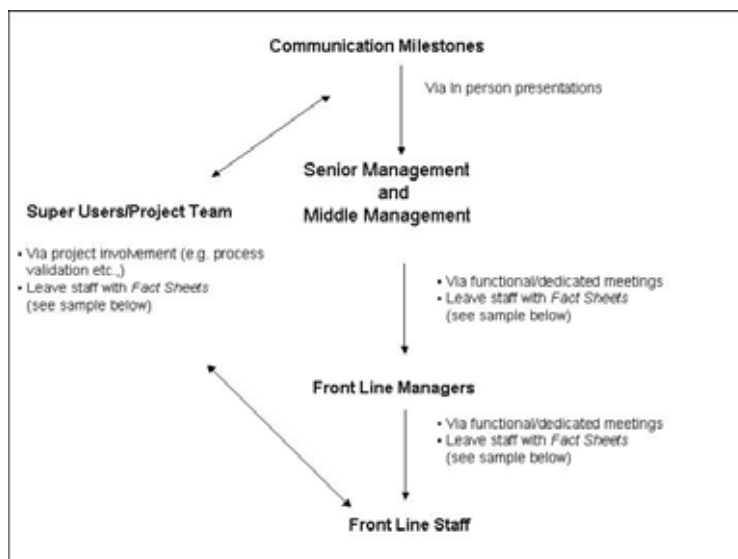 Communication Milestones
Via In person presentations
Senior Management
and
Middle Management
Super Users/Project Team
▪ Via project involvement (e.g. process
validation etc.,)
▪ Leave staff with Fact Sheets
(see sample below)
▪ Via functional/dedicated meetings
▪ Leave staff with Fact Sheets
(see sample below)
Front Line Managers
▪ Via functional/dedicated meetings
▪ Leave staff with Fact Sheets
(see sample below)
Front Line Staff